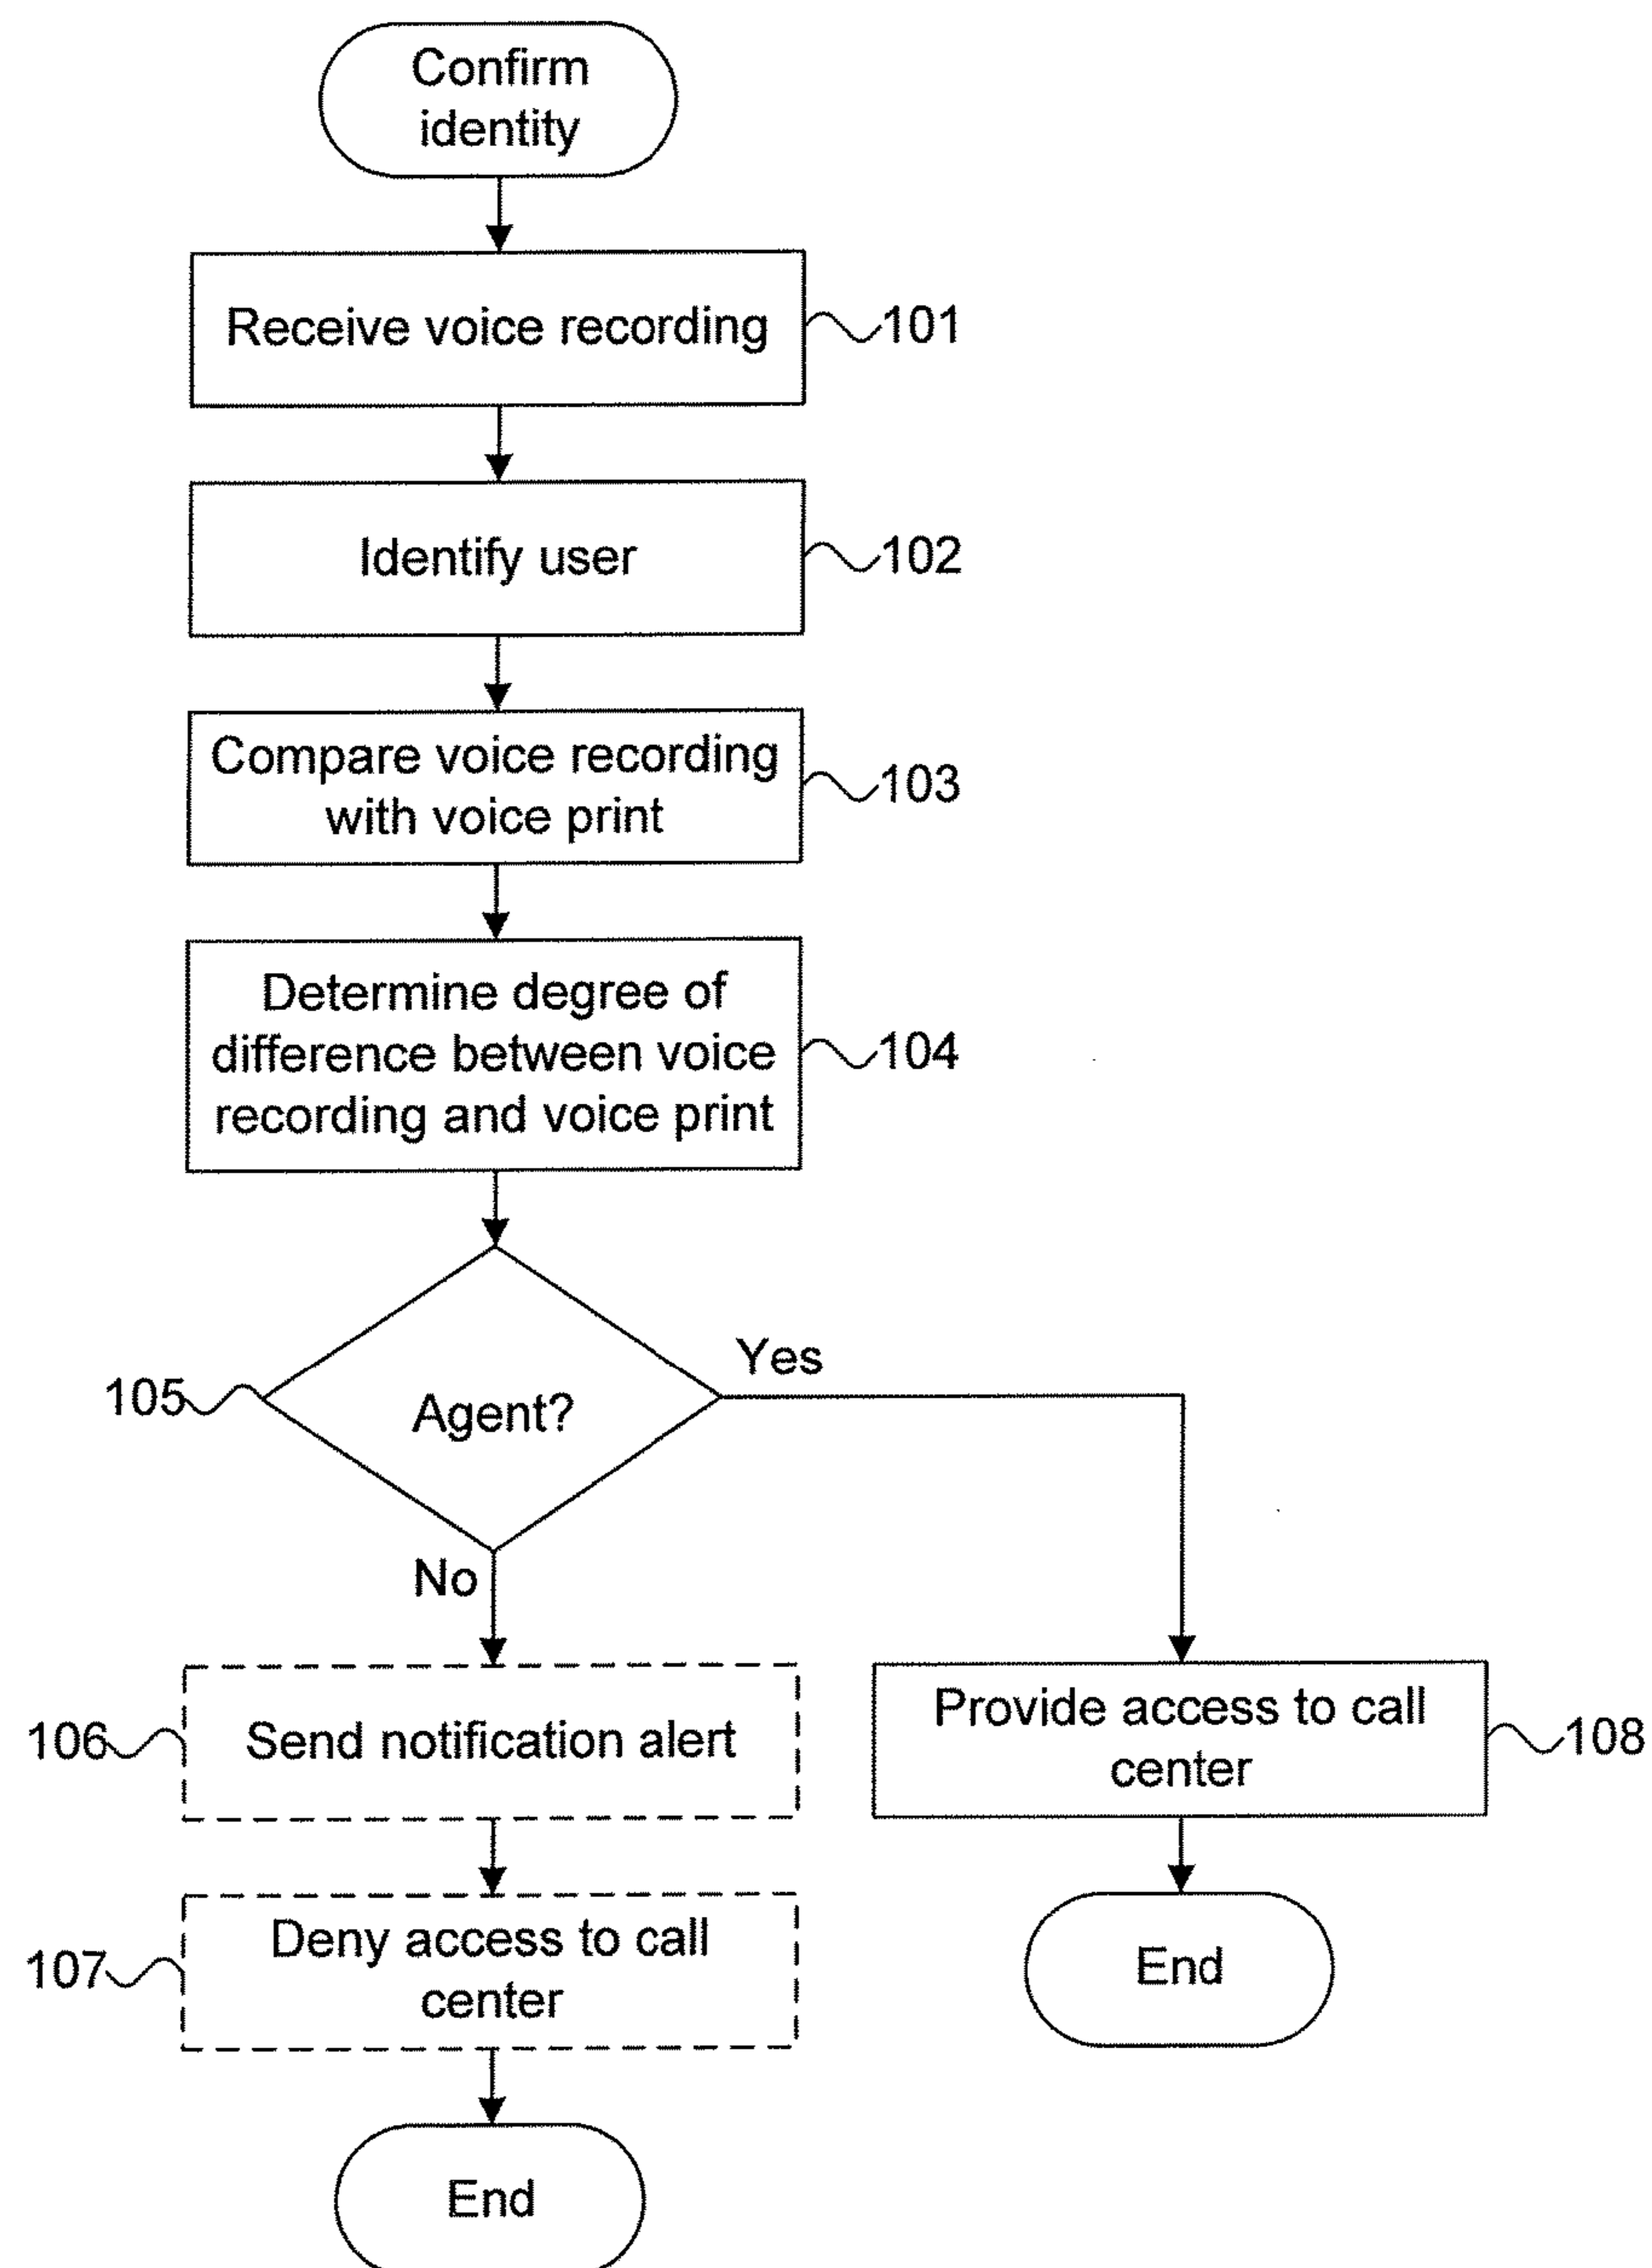 Confirm
identity
Receive voice recording
101
Identify user
102
Compare voice recording
with voice print
103
Determine degree of
difference between voice
recording and voice print
104
105
Agent?
Yes
No
106
Send notification alert
Provide access to call
center
108
107
Deny access to call
center
End
End